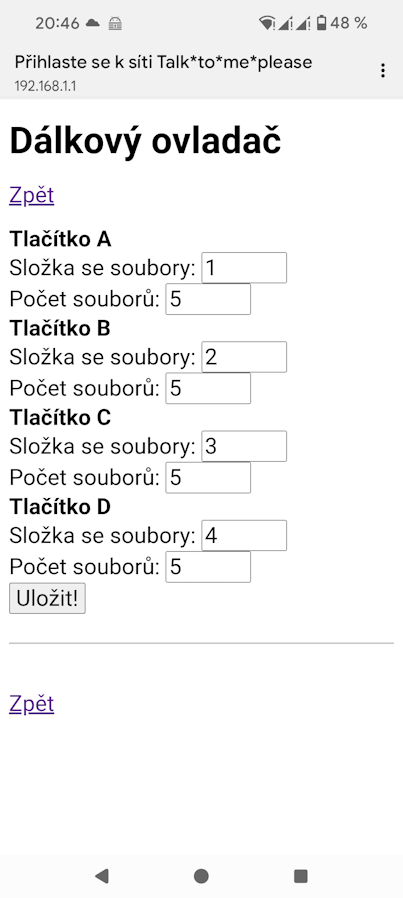 20:46 48 %
Přihlaste se k síti Talk*to*me*please
192.168.1.1
Dálkový ovladač
Zpět
Tlačítko A
Složka se soubory: 1
Počet souborů: 5
Tlačítko B
Složka se soubory: 2
Počet souborů: 5
Tlačítko C
Složka se soubory: 3
Počet souborů: 5
Tlačítko D
Složka se soubory: 4
Počet souborů: 5
Uložit!
Zpět